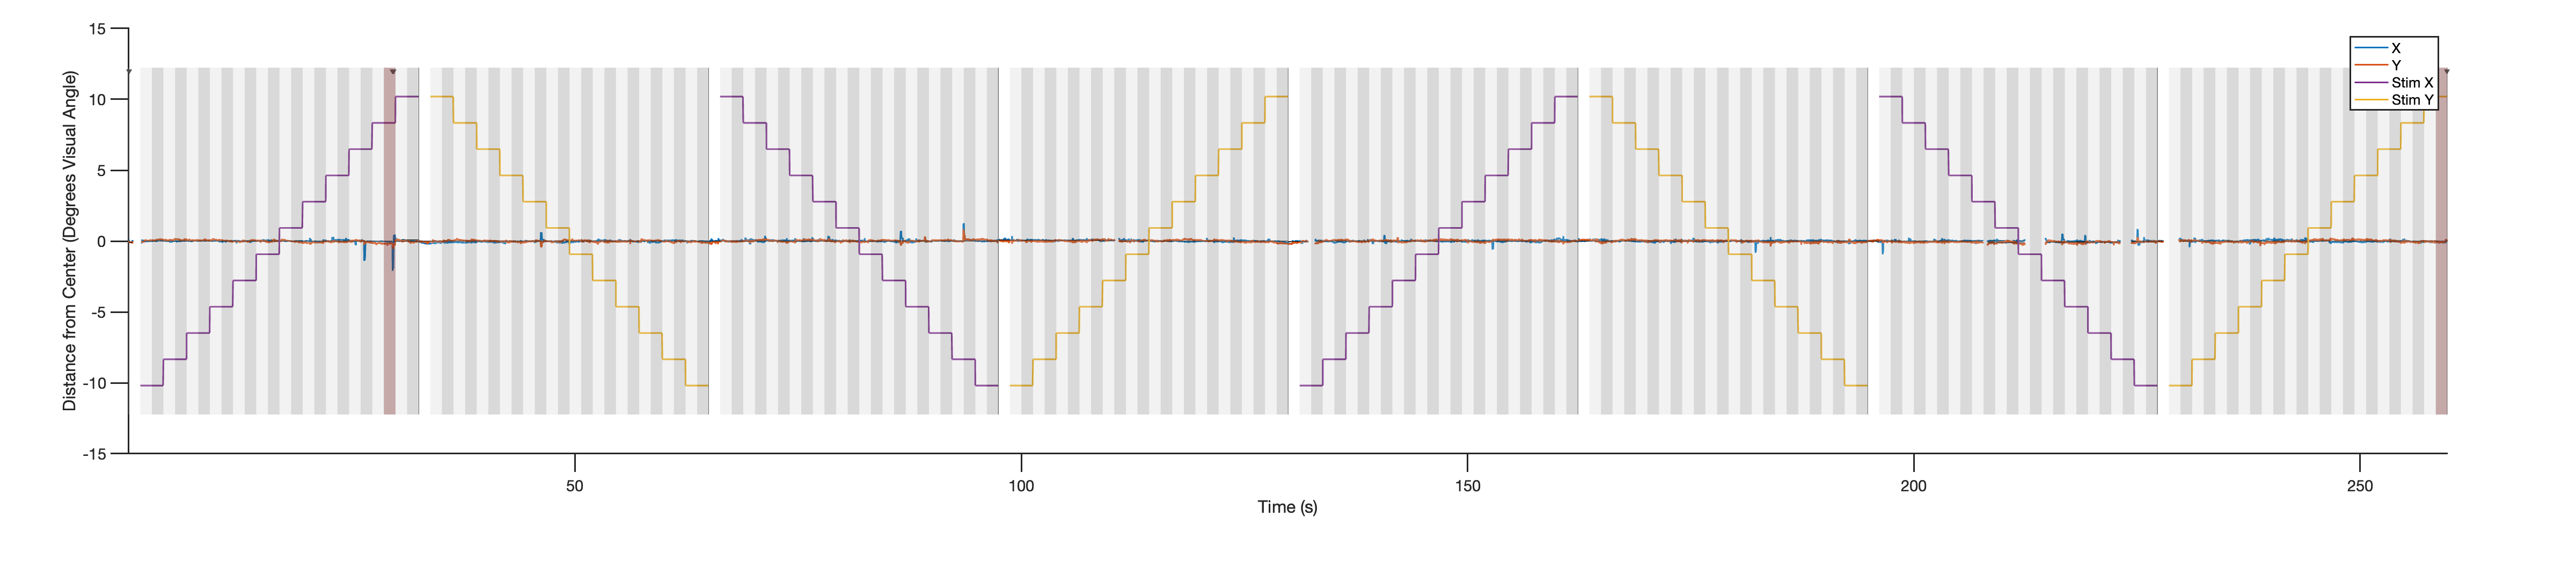 15
10
5
0
-5
-10
-15
Distance from Center (Degrees Visual Angle)
X
Y
Stim X
Stim Y
50 100 150 200 250
Time (s)